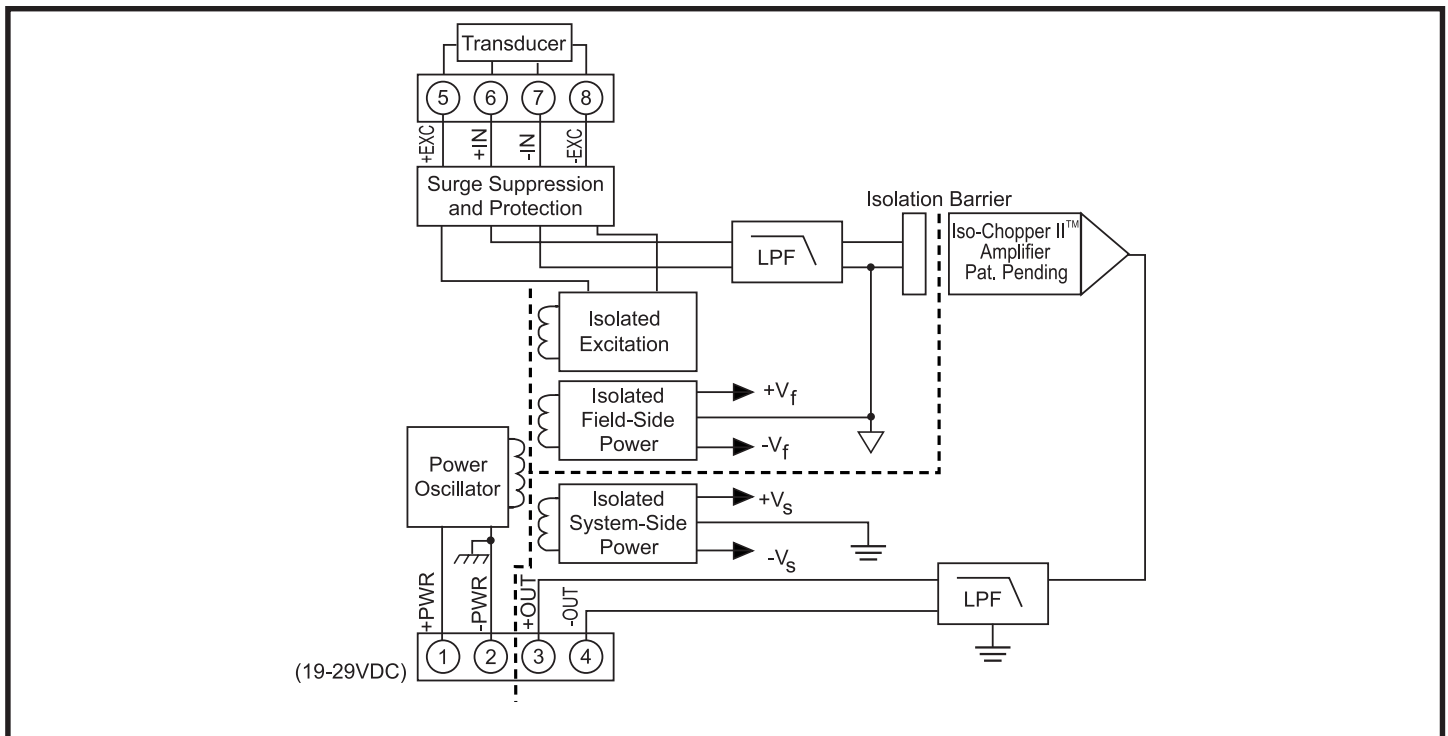 Transducer
5 6 7 8
+EXC
+IN
-IN
-EXC
Surge Suppression
and Protection
Isolation Barrier
LPF
Iso-Chopper II™
Amplifier
Pat. Pending
Isolated
Excitation
Isolated
Field-Side
Power
+Vf
-Vf
Power
Oscillator
Isolated
System-Side
Power
+Vs
-Vs
+PWR
-PWR
+OUT
-OUT
LPF
(19-29VDC)
1 2 3 4